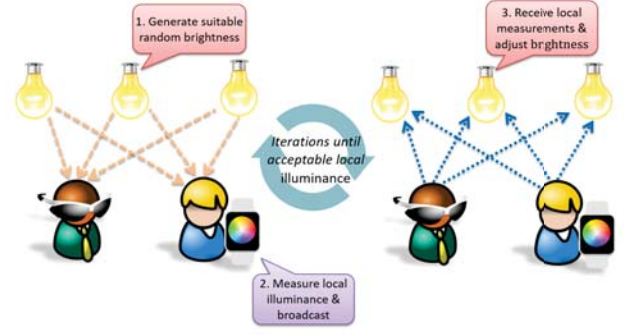 1. Generate suitable
random brightness
3. Receive local
measurements &
adjust brghtness
Iterations until
acceptable local
illuminance
2. Measure local
illuminance &
broadcast